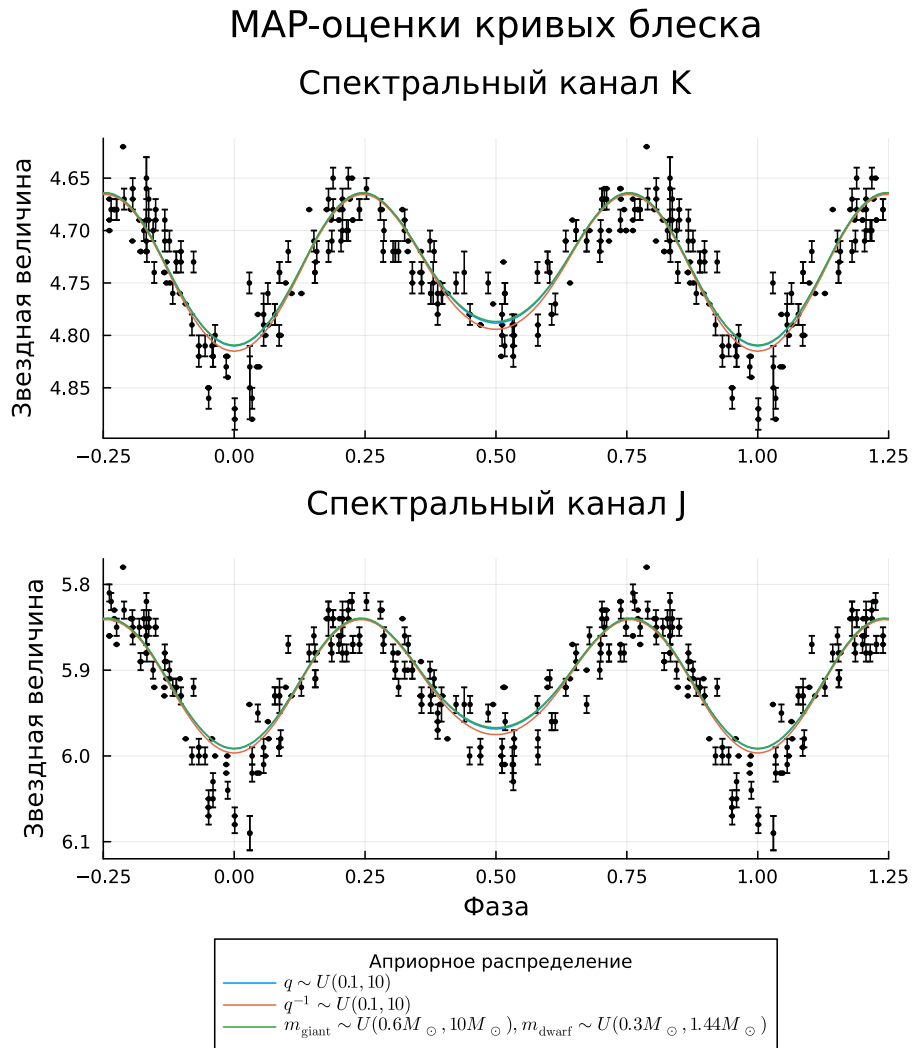 МАР-оценки кривых блеска
Спектральный канал K
Звездная величина
4.65
4.70
4.75
4.80
4.85
−0.25 0.00 0.25 0.50 0.75 1.00 1.25
Спектральный канал J
Звездная величина
5.8
5.9
6.0
6.1
−0.25 0.00 0.25 0.50 0.75 1.00 1.25
Фаза
Априорное распределение
q ∼ U(0.1, 10)
q⁻¹ ∼ U(0.1, 10)
m_giant ∼ U(0.6M_⊙, 10M_⊙), m_dwarf ∼ U(0.3M_⊙, 1.44M_⊙)